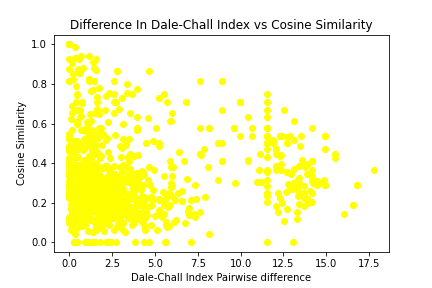 Difference In Dale-Chall Index vs Cosine Similarity
1.0
0.8
0.6
0.4
0.2
0.0
Cosine Similarity
0.0 2.5 5.0 7.5 10.0 12.5 15.0 17.5
Dale-Chall Index Pairwise difference